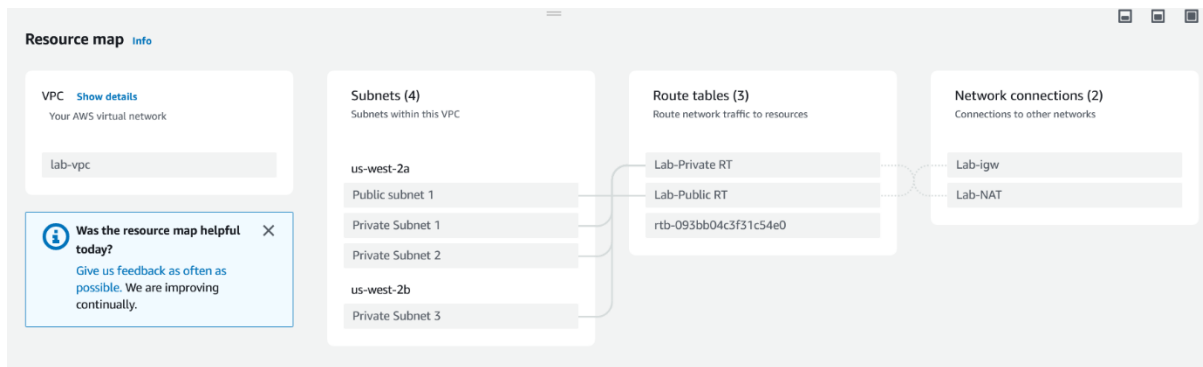 Resource map Info
VPC Show details
Your AWS virtual network
lab-vpc
Was the resource map helpful
today?
Give us feedback as often as
possible. We are improving
continually.
Subnets (4)
Subnets within this VPC
us-west-2a
Public subnet 1
Private Subnet 1
Private Subnet 2
us-west-2b
Private Subnet 3
Route tables (3)
Route network traffic to resources
Lab-Private RT
Lab-Public RT
rtb-093bb04c3f31c54e0
Network connections (2)
Connections to other networks
Lab-igw
Lab-NAT